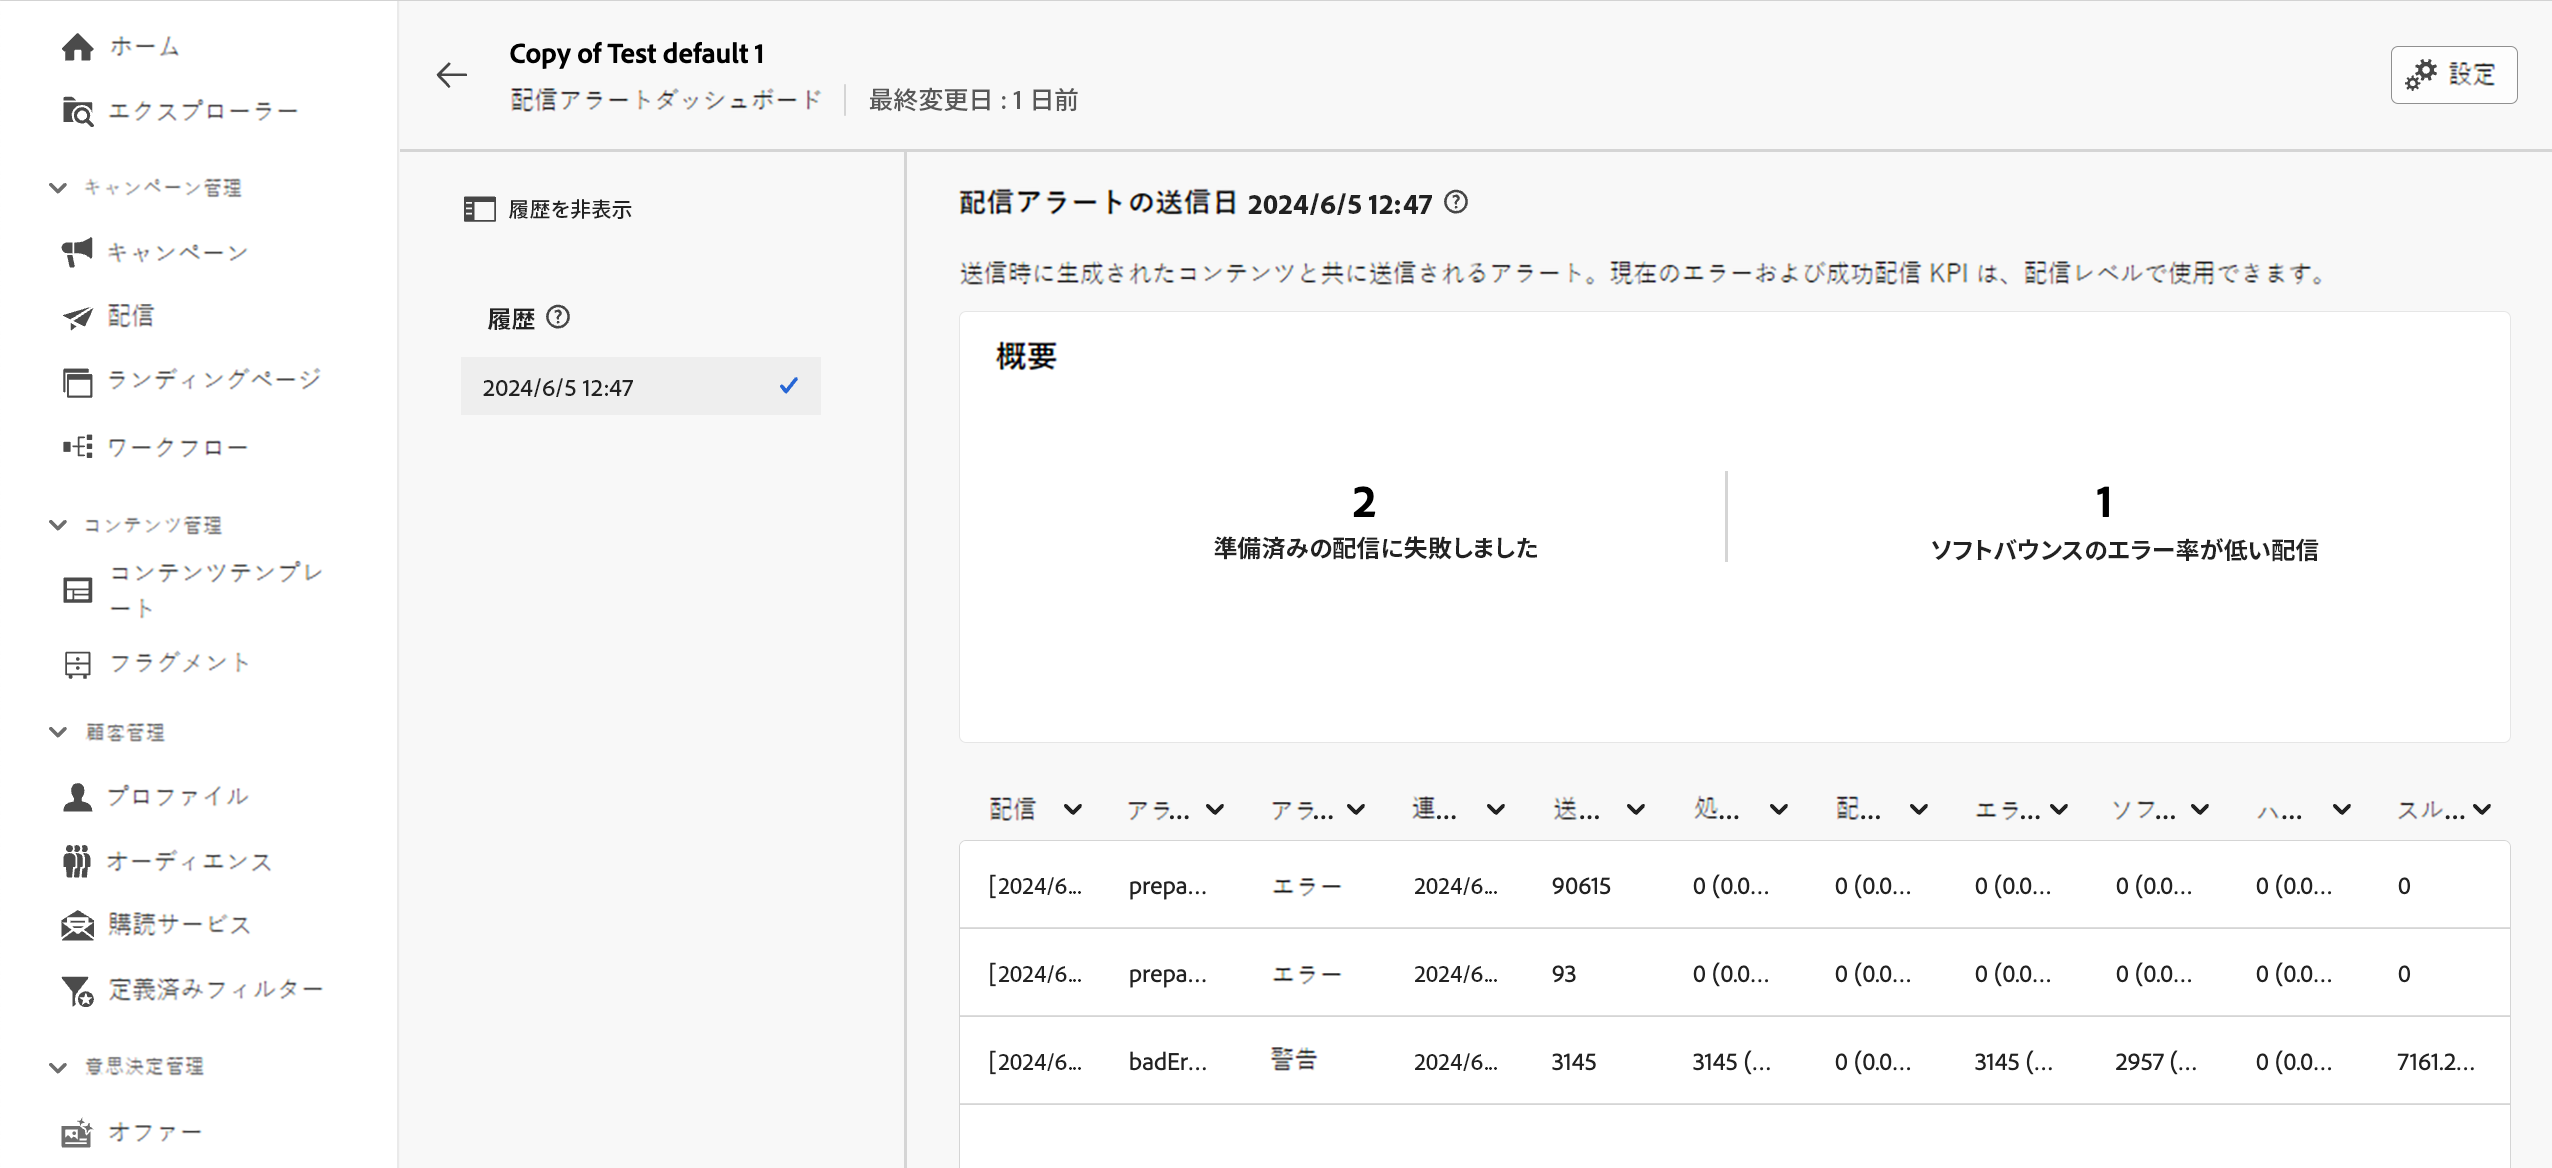 ホーム
エクスプローラー
キャンペーン管理
キャンペーン
配信
ランディングページ
ワークフロー
コンテンツ管理
コンテンツテンプレ
ート
フラグメント
顧客管理
プロファイル
オーディエンス
購読サービス
定義済みフィルター
意思決定管理
オファー
Copy of Test default 1
配信アラートダッシュボード 最終変更日 : 1 日前
設定
履歴を非表示
履歴
2024/6/5 12:47
配信アラートの送信日 2024/6/5 12:47
送信時に生成されたコンテンツと共に送信されるアラート。現在のエラーおよび成功配信 KPI は、配信レベルで使用できます。
概要
2
準備済みの配信に失敗しました
1
ソフトバウンスのエラー率が低い配信
配信 アラ... アラ... 連... 送... 処... 配... エラ... ソフ... ハ... スル...
[2024/6... prepa... エラー 2024/6... 90615 0 (0.0... 0 (0.0... 0 (0.0... 0 (0.0... 0 (0.0... 0
[2024/6... prepa... エラー 2024/6... 93 0 (0.0... 0 (0.0... 0 (0.0... 0 (0.0... 0 (0.0... 0
[2024/6... badEr... 警告 2024/6... 3145 3145 (... 0 (0.0... 3145 (... 2957 (... 0 (0.0... 7161.2...